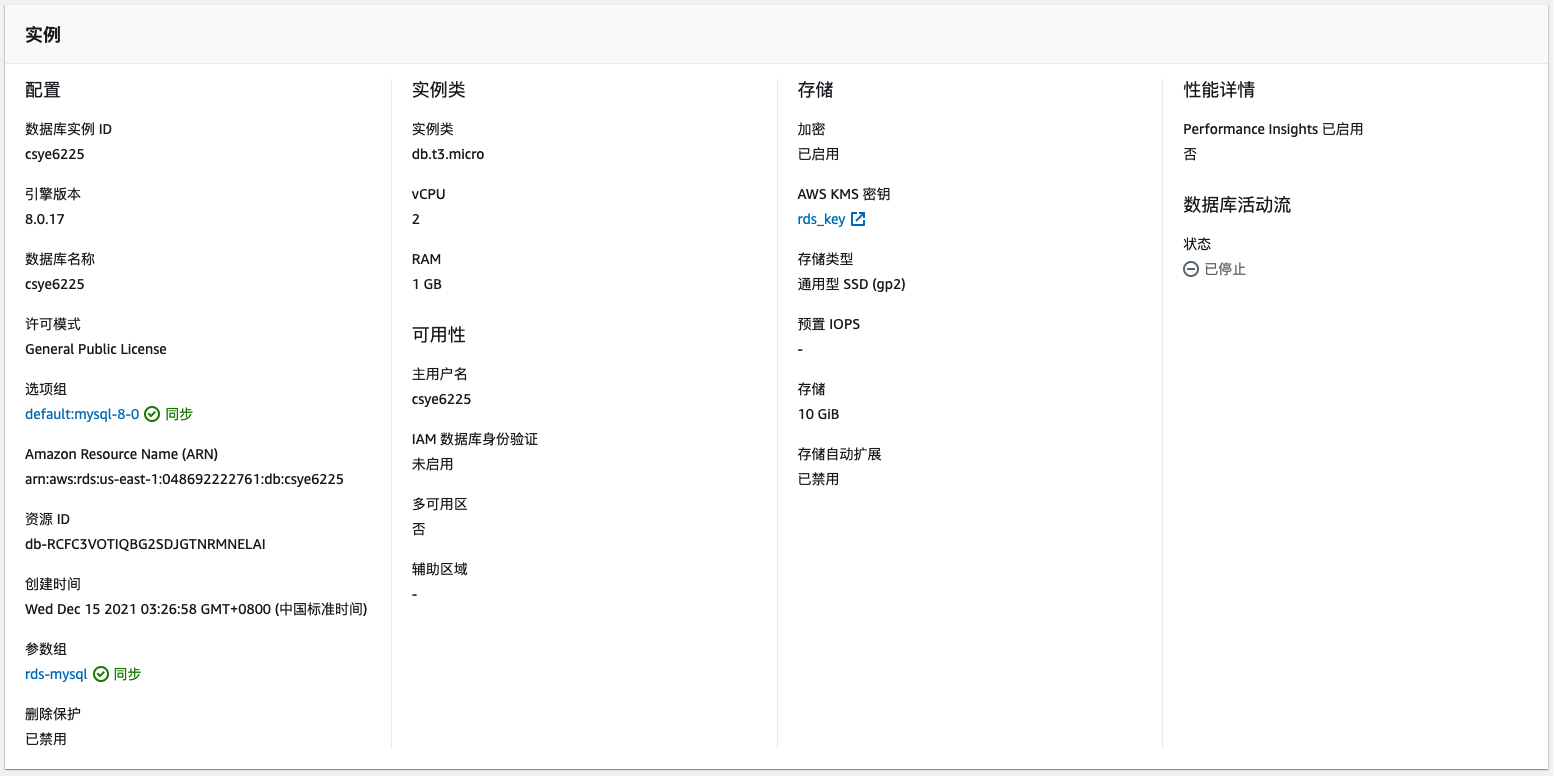 实例
配置
数据库实例 ID
csye6225
引擎版本
8.0.17
数据库名称
csye6225
许可模式
General Public License
选项组
default:mysql-8-0 同步
Amazon Resource Name (ARN)
arn:aws:rds:us-east-1:048692222761:db:csye6225
资源 ID
db-RCFC3VOTIQBG2SDJGTNRMNELAI
创建时间
Wed Dec 15 2021 03:26:58 GMT+0800 (中国标准时间)
参数组
rds-mysql 同步
删除保护
已禁用
实例类
实例类
db.t3.micro
vCPU
2
RAM
1 GB
可用性
主用户名
csye6225
IAM 数据库身份验证
未启用
多可用区
否
辅助区域
-
存储
加密
已启用
AWS KMS 密钥
rds_key
存储类型
通用型 SSD (gp2)
预置 IOPS
-
存储
10 GiB
存储自动扩展
已禁用
性能详情
Performance Insights 已启用
否
数据库活动流
状态
已停止